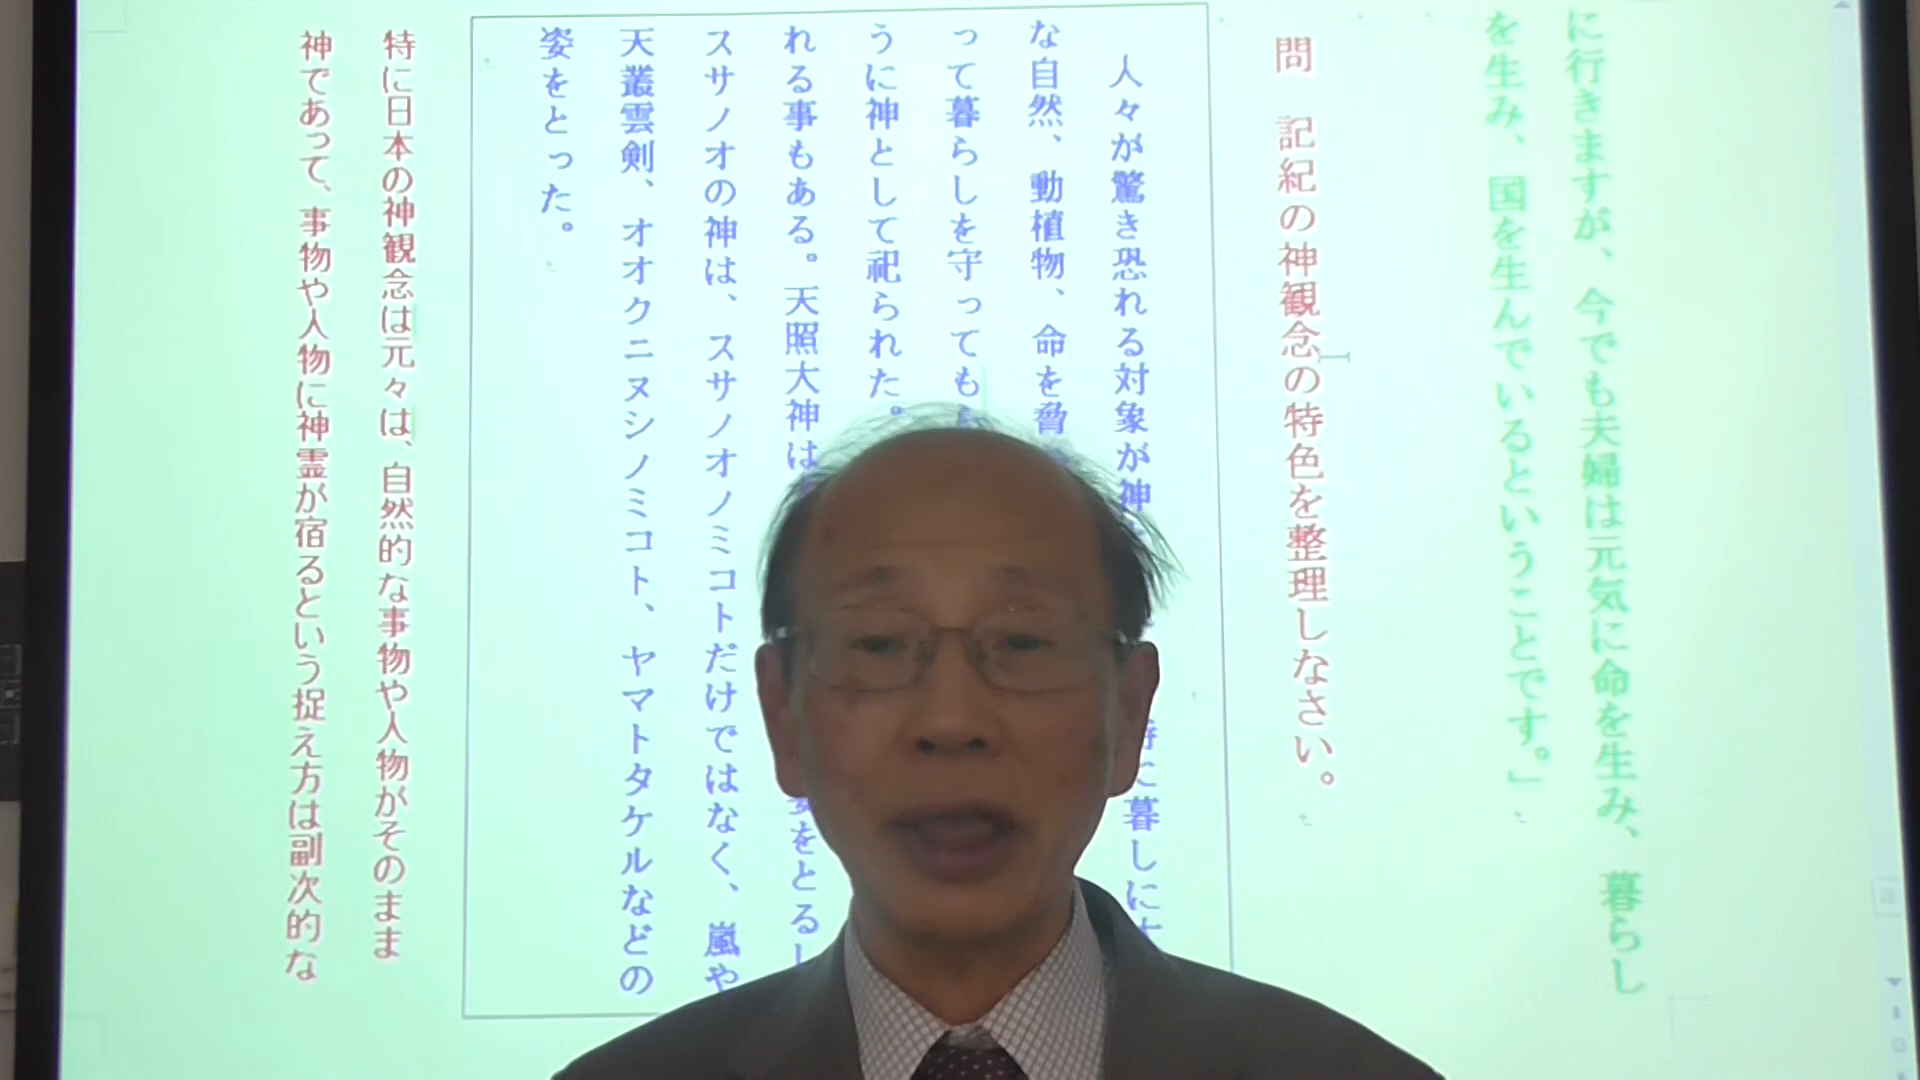 に行きますが、今でも夫婦は元気に命を生み、暮らし
を生み、国を生んでいるということです。」
問　記紀の神観念の特色を整理しなさい。
人々が驚き恐れる対象が神
に暮しに
な自然、動植物、命を脅
って暮らしを守っても
うに神として祀られた。
れる事もある。天照大神は
姿をとるし
スサノオの神は、スサノオノミコトだけではなく、嵐や
天叢雲剣、オオクニヌシノミコト、ヤマトタケルなどの
姿をとった。
特に日本の神観念は元々は、自然的な事物や人物がそのまま
神であって、事物や人物に神霊が宿るという捉え方は副次的な